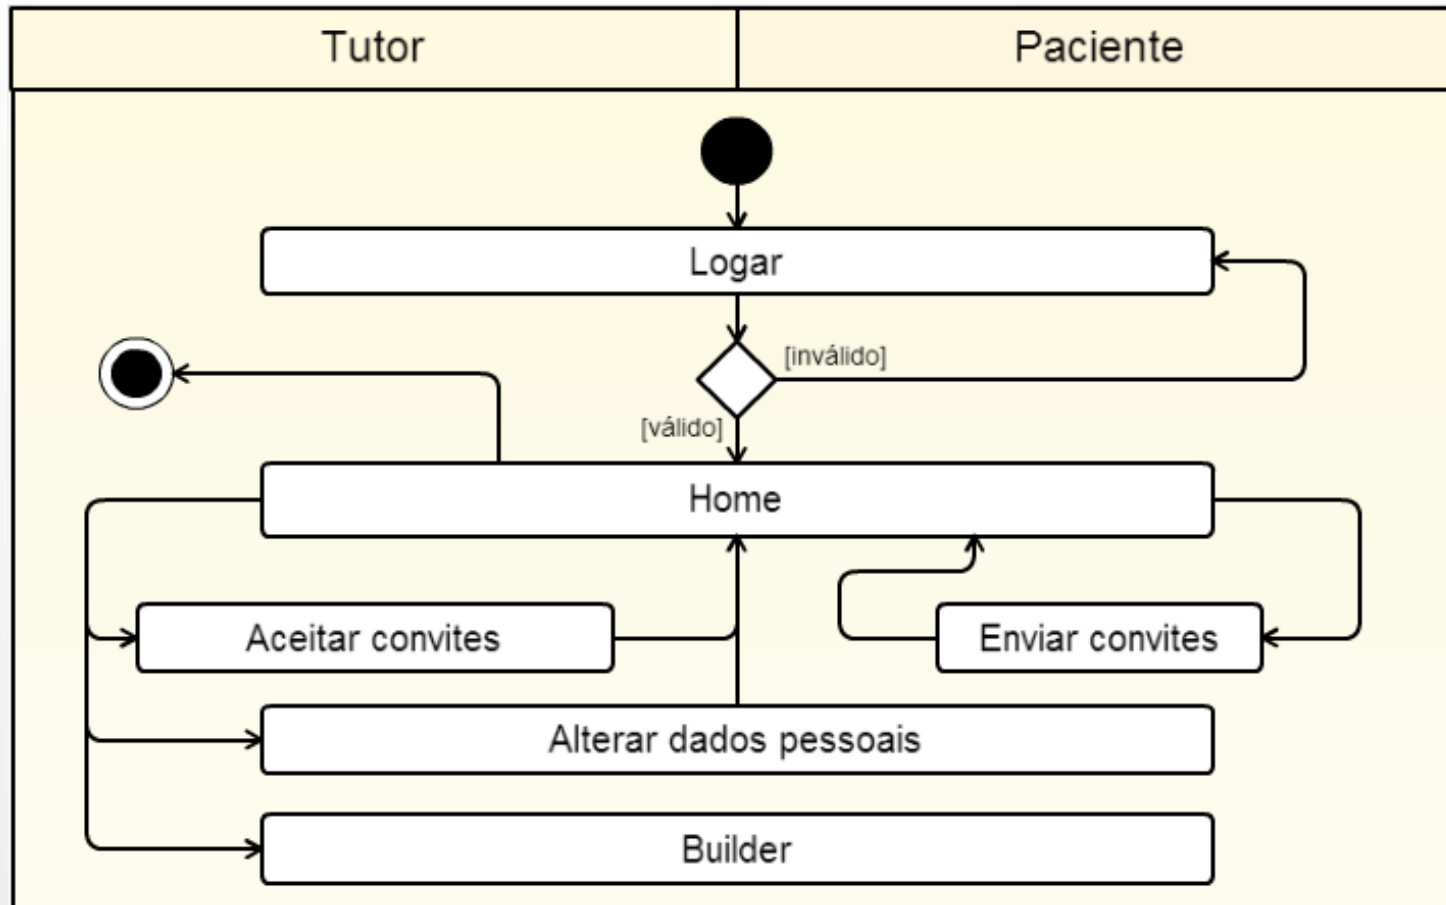 Tutor
Paciente
Logar
[inválido]
[válido]
Home
Aceitar convites
Enviar convites
Alterar dados pessoais
Builder